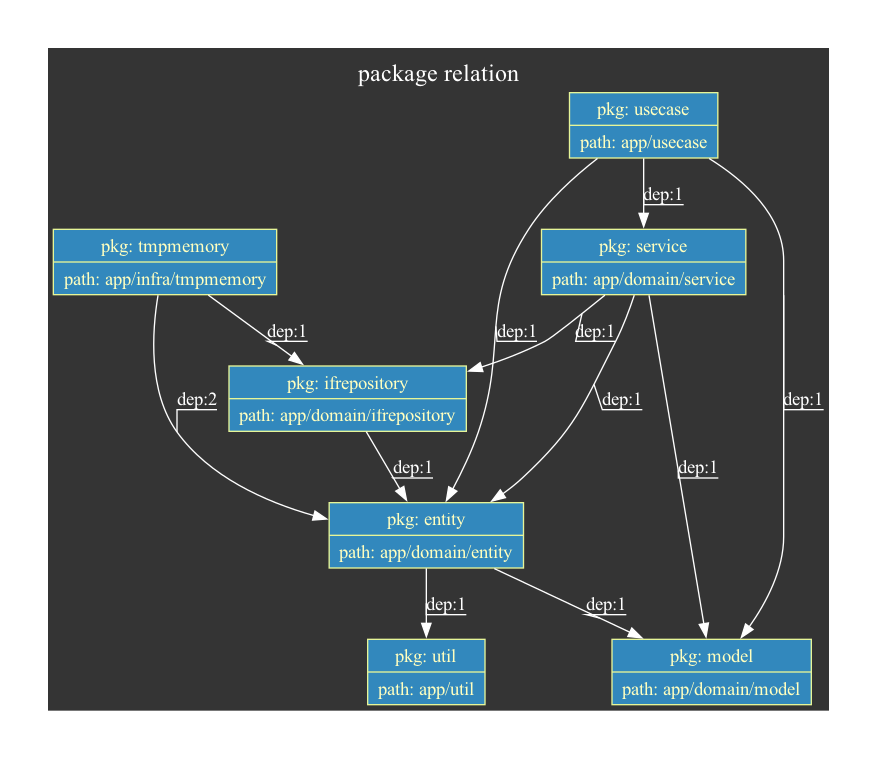 package relation
pkg: usecase
path: app/usecase
dep:1
pkg: tmpmemory
path: app/infra/tmpmemory
pkg: service
path: app/domain/service
dep:1
dep:1
dep:1
pkg: ifrepository
path: app/domain/ifrepository
dep:2
dep:1
dep:1
dep:1
dep:1
pkg: entity
path: app/domain/entity
dep:1
dep:1
pkg: util
path: app/util
pkg: model
path: app/domain/model